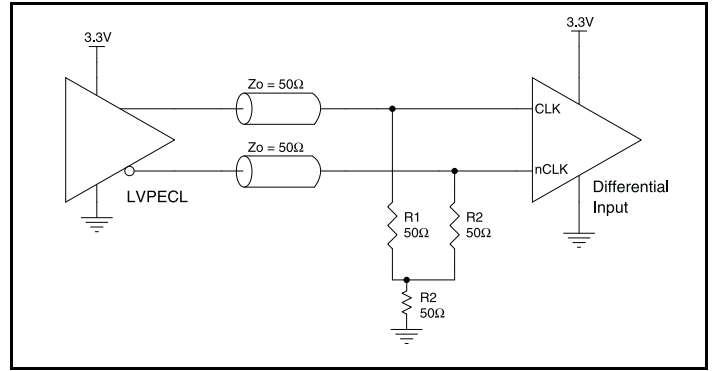 3.3V
3.3V
Zo = 50Ω
CLK
Zo = 50Ω
nCLK
LVPECL
Differential
Input
R1
50Ω
R2
50Ω
R2
50Ω